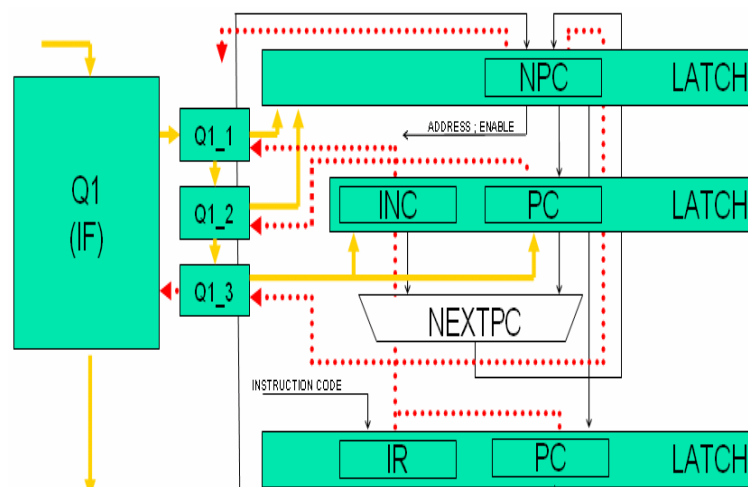 NPC
LATCH
Q1_1
ADDRESS ; ENABLE
Q1
(IF)
Q1_2
INC
PC
LATCH
Q1_3
NEXTPC
INSTRUCTION CODE
IR
PC
LATCH